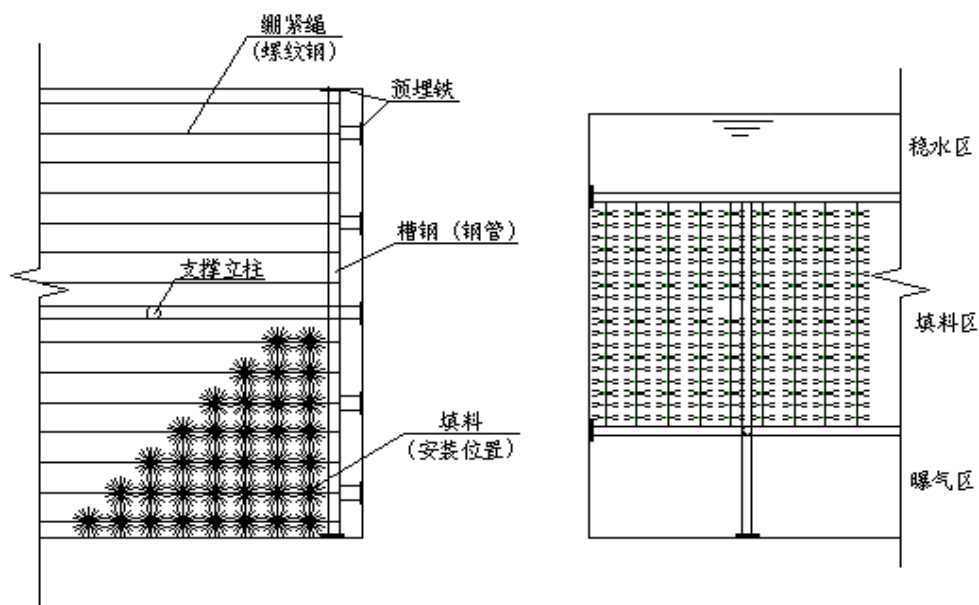 绷紧绳
(螺纹钢)
预埋铁
槽钢（钢管）
支撑立柱
填料
(安装位置)
稳水区
填料区
曝气区